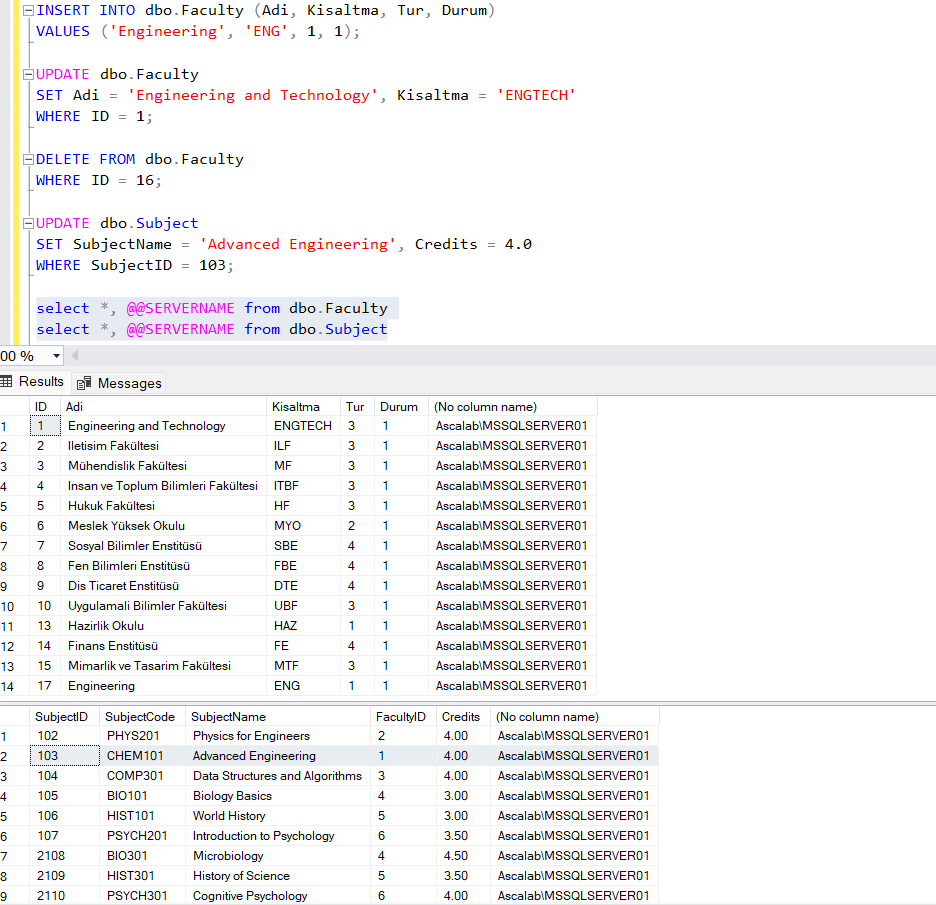 INSERT INTO dbo.Faculty (Adi, Kisaltma, Tur, Durum)
VALUES ('Engineering', 'ENG', 1, 1);
UPDATE dbo.Faculty
SET Adi = 'Engineering and Technology', Kisaltma = 'ENGTECH'
WHERE ID = 1;
DELETE FROM dbo.Faculty
WHERE ID = 16;
UPDATE dbo.Subject
SET SubjectName = 'Advanced Engineering', Credits = 4.0
WHERE SubjectID = 103;
select *, @@SERVERNAME from dbo.Faculty
select *, @@SERVERNAME from dbo.Subject
00 %
Results Messages
ID Adi Kisaltma Tur Durum (No column name)
1 1 Engineering and Technology ENGTECH 3 1 Ascalab\MSSQLSERVER01
2 2 Iletisim Fakültesi ILF 3 1 Ascalab\MSSQLSERVER01
3 3 Mühendislik Fakültesi MF 3 1 Ascalab\MSSQLSERVER01
4 4 Insan ve Toplum Bilimleri Fakültesi ITBF 3 1 Ascalab\MSSQLSERVER01
5 5 Hukuk Fakültesi HF 3 1 Ascalab\MSSQLSERVER01
6 6 Meslek Yüksek Okulu MYO 2 1 Ascalab\MSSQLSERVER01
7 7 Sosyal Bilimler Enstitüsü SBE 4 1 Ascalab\MSSQLSERVER01
8 8 Fen Bilimleri Enstitüsü FBE 4 1 Ascalab\MSSQLSERVER01
9 9 Dis Ticaret Enstitüsü DTE 4 1 Ascalab\MSSQLSERVER01
10 10 Uygulamali Bilimler Fakültesi UBF 3 1 Ascalab\MSSQLSERVER01
11 13 Hazirlik Okulu HAZ 1 1 Ascalab\MSSQLSERVER01
12 14 Finans Enstitüsü FE 4 1 Ascalab\MSSQLSERVER01
13 15 Mimarlik ve Tasarim Fakültesi MTF 3 1 Ascalab\MSSQLSERVER01
14 17 Engineering ENG 1 1 Ascalab\MSSQLSERVER01
SubjectID SubjectCode SubjectName FacultyID Credits (No column name)
1 102 PHYS201 Physics for Engineers 2 4.00 Ascalab\MSSQLSERVER01
2 103 CHEM101 Advanced Engineering 1 4.00 Ascalab\MSSQLSERVER01
3 104 COMP301 Data Structures and Algorithms 3 4.00 Ascalab\MSSQLSERVER01
4 105 BIO101 Biology Basics 4 3.00 Ascalab\MSSQLSERVER01
5 106 HIST101 World History 5 3.00 Ascalab\MSSQLSERVER01
6 107 PSYCH201 Introduction to Psychology 6 3.50 Ascalab\MSSQLSERVER01
7 2108 BIO301 Microbiology 4 4.50 Ascalab\MSSQLSERVER01
8 2109 HIST301 History of Science 5 3.50 Ascalab\MSSQLSERVER01
9 2110 PSYCH301 Cognitive Psychology 6 4.00 Ascalab\MSSQLSERVER01